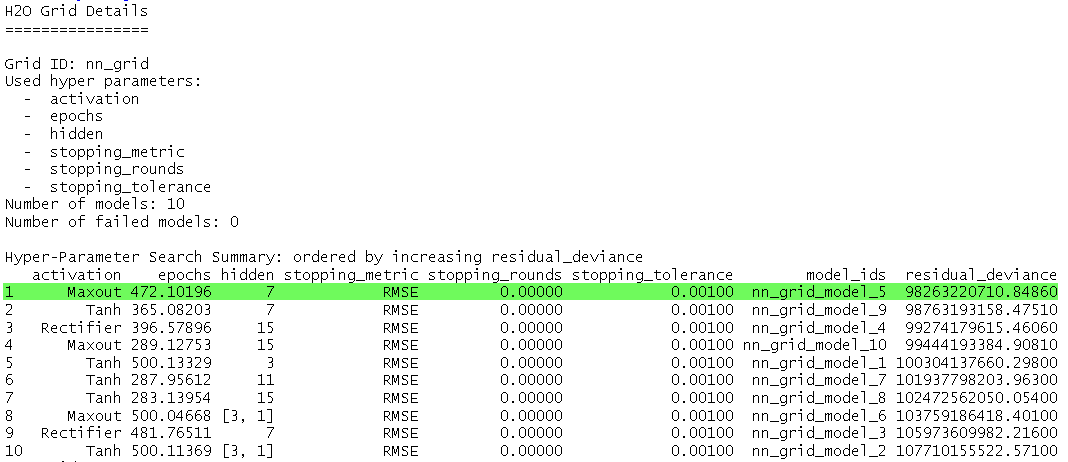 H2O Grid Details
================
Grid ID: nn_grid
Used hyper parameters:
  -  activation
  -  epochs
  -  hidden
  -  stopping_metric
  -  stopping_rounds
  -  stopping_tolerance
Number of models: 10
Number of failed models: 0
Hyper-Parameter Search Summary: ordered by increasing residual_deviance
   activation    epochs hidden stopping_metric stopping_rounds stopping_tolerance        model_ids  residual_deviance
1      Maxout 472.10196      7            RMSE         0.00000            0.00100  nn_grid_model_5  98263220710.84860
2        Tanh 365.08203      7            RMSE         0.00000            0.00100  nn_grid_model_9  98763193158.47510
3   Rectifier 396.57896     15            RMSE         0.00000            0.00100  nn_grid_model_4  99274179615.46060
4      Maxout 289.12753     15            RMSE         0.00000            0.00100 nn_grid_model_10  99444193384.90810
5        Tanh 500.13329      3            RMSE         0.00000            0.00100  nn_grid_model_1 100304137660.29800
6        Tanh 287.95612     11            RMSE         0.00000            0.00100  nn_grid_model_7 101937798203.96300
7        Tanh 283.13954     15            RMSE         0.00000            0.00100  nn_grid_model_8 102472562050.05400
8      Maxout 500.04668 [3, 1]            RMSE         0.00000            0.00100  nn_grid_model_6 103759186418.40100
9   Rectifier 481.76511      7            RMSE         0.00000            0.00100  nn_grid_model_3 105973609982.21600
10       Tanh 500.11369 [3, 1]            RMSE         0.00000            0.00100  nn_grid_model_2 107710155522.57100